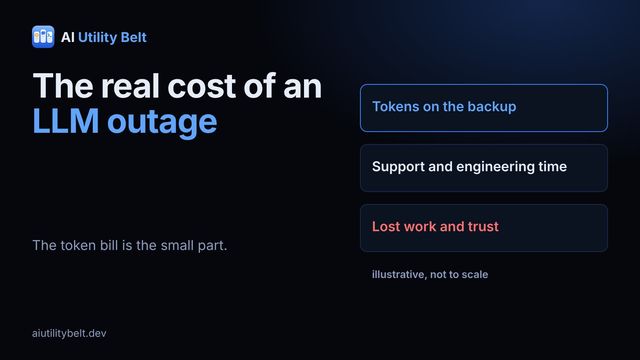 AI Utility Belt
The real cost of an
LLM outage
The token bill is the small part.
aiutilitybelt.dev
Tokens on the backup
Support and engineering time
Lost work and trust
illustrative, not to scale